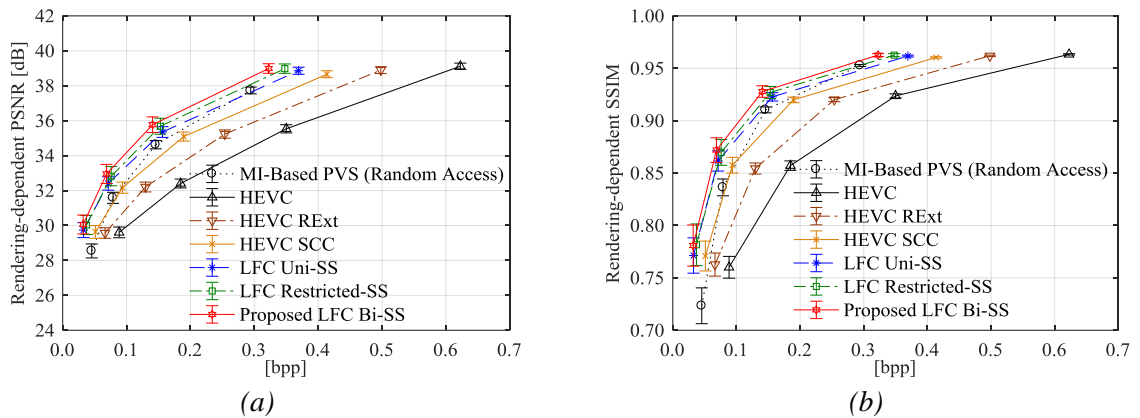 42
40
38
36
34
32
30
28
26
24
Rendering-dependent PSNR [dB]
MI-Based PVS (Random Access)
HEVC
HEVC RExt
HEVC SCC
LFC Uni-SS
LFC Restricted-SS
Proposed LFC Bi-SS
0.0 0.1 0.2 0.3 0.4 0.5 0.6 0.7
[bpp]
(a)
1.00
0.95
0.90
0.85
0.80
0.75
0.70
Rendering-dependent SSIM
MI-Based PVS (Random Access)
HEVC
HEVC RExt
HEVC SCC
LFC Uni-SS
LFC Restricted-SS
Proposed LFC Bi-SS
0.0 0.1 0.2 0.3 0.4 0.5 0.6 0.7
[bpp]
(b)